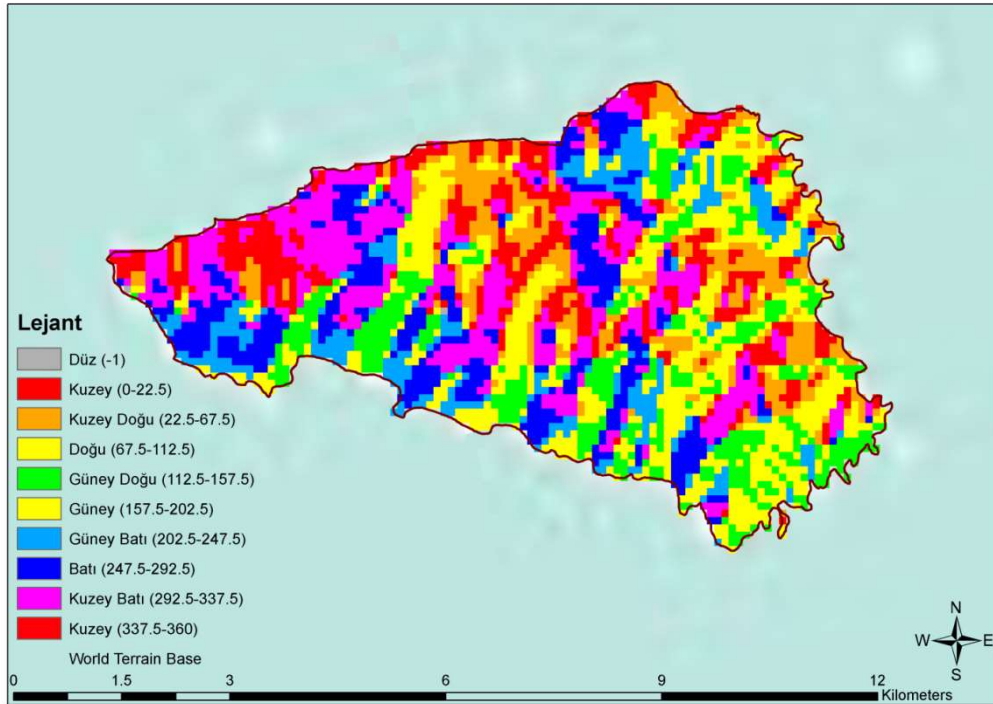 Lejant
Düz (-1)
Kuzey (0-22.5)
Kuzey Doğu (22.5-67.5)
Doğu (67.5-112.5)
Güney Doğu (112.5-157.5)
Güney (157.5-202.5)
Güney Batı (202.5-247.5)
Batı (247.5-292.5)
Kuzey Batı (292.5-337.5)
Kuzey (337.5-360)
World Terrain Base
N
W E
S
0 1.5 3 6 9 12
Kilometers